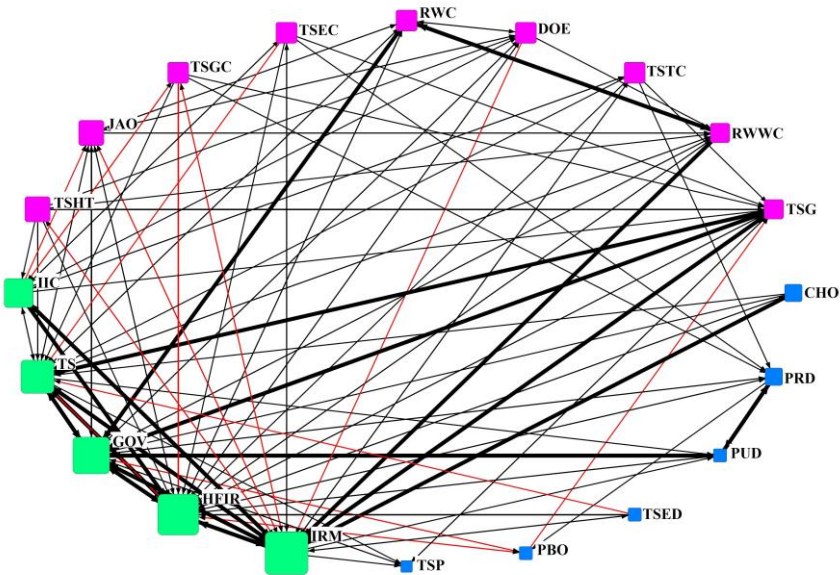 RWC
TSEC
DOE
TSGC
TSTC
JAO
RWWC
TSHT
TSG
IIC
CHO
TS
PRD
GOV
PUD
HFIR
TSED
IRM
PBO
TSP